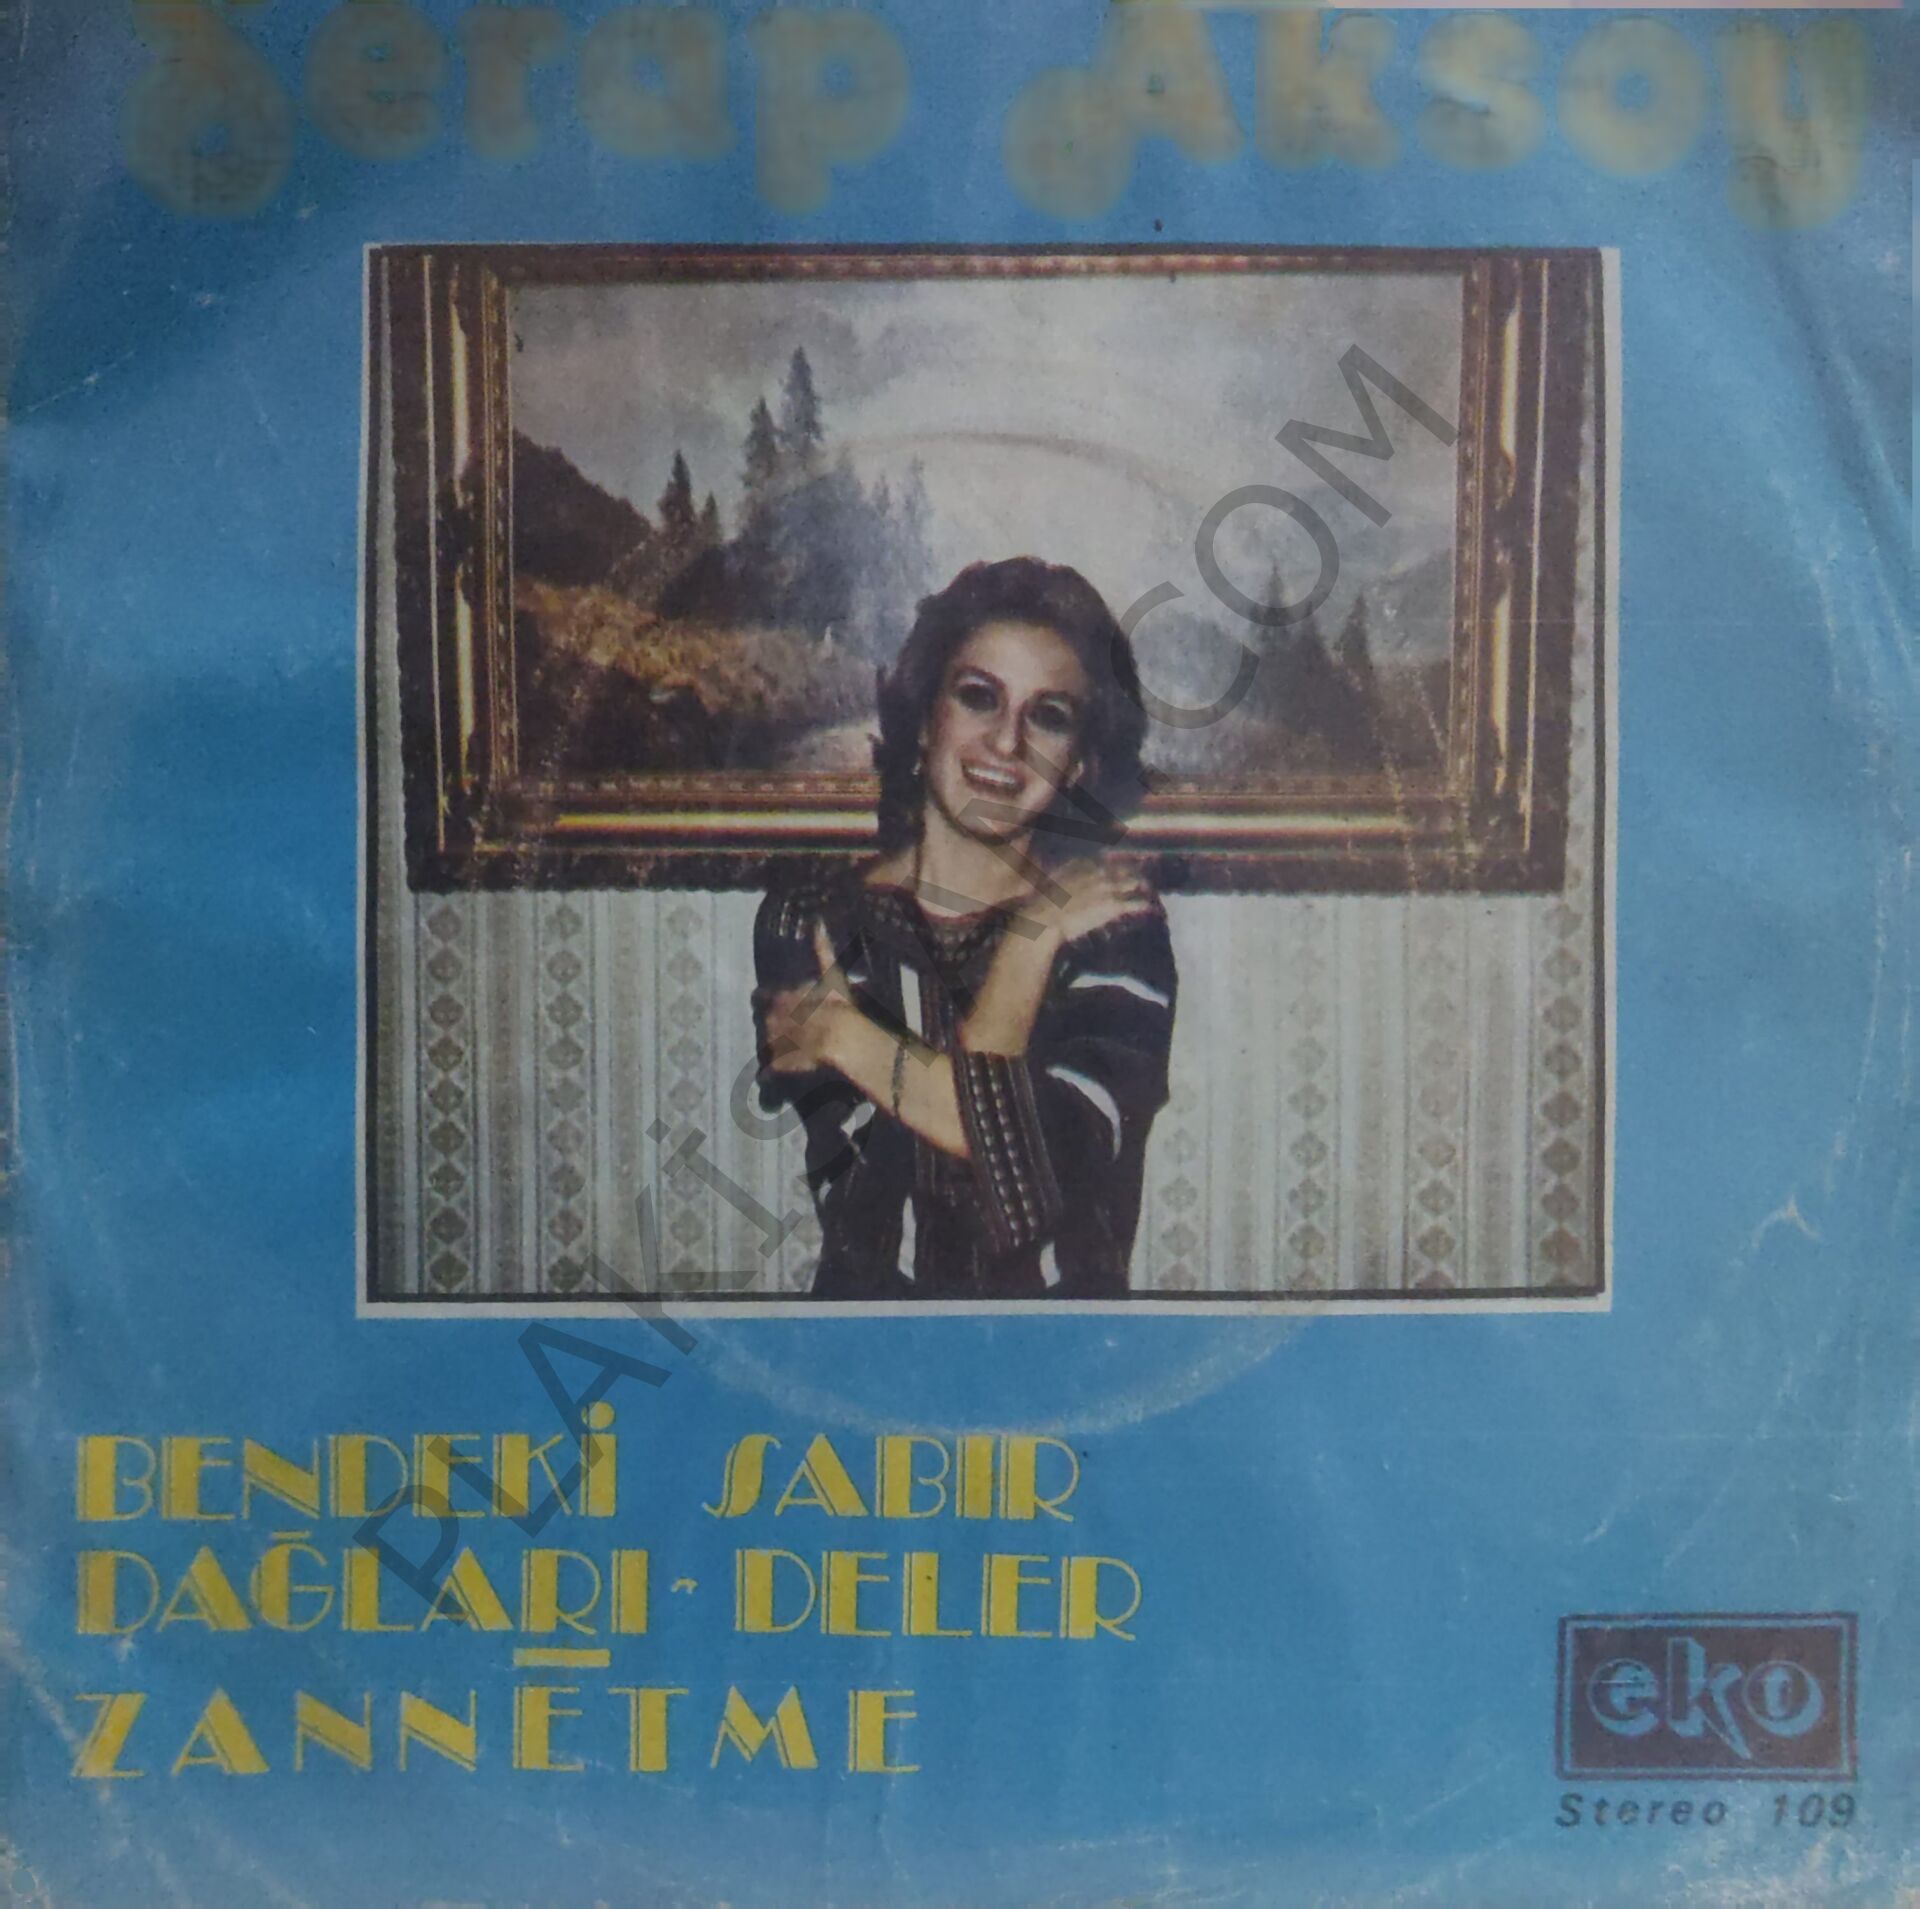 Serap Aksoy
PLAKİSTAN.COM
BENDEKİ SABIR
DAĞLARI DELER
ZANNETME
eko
Stereo 109